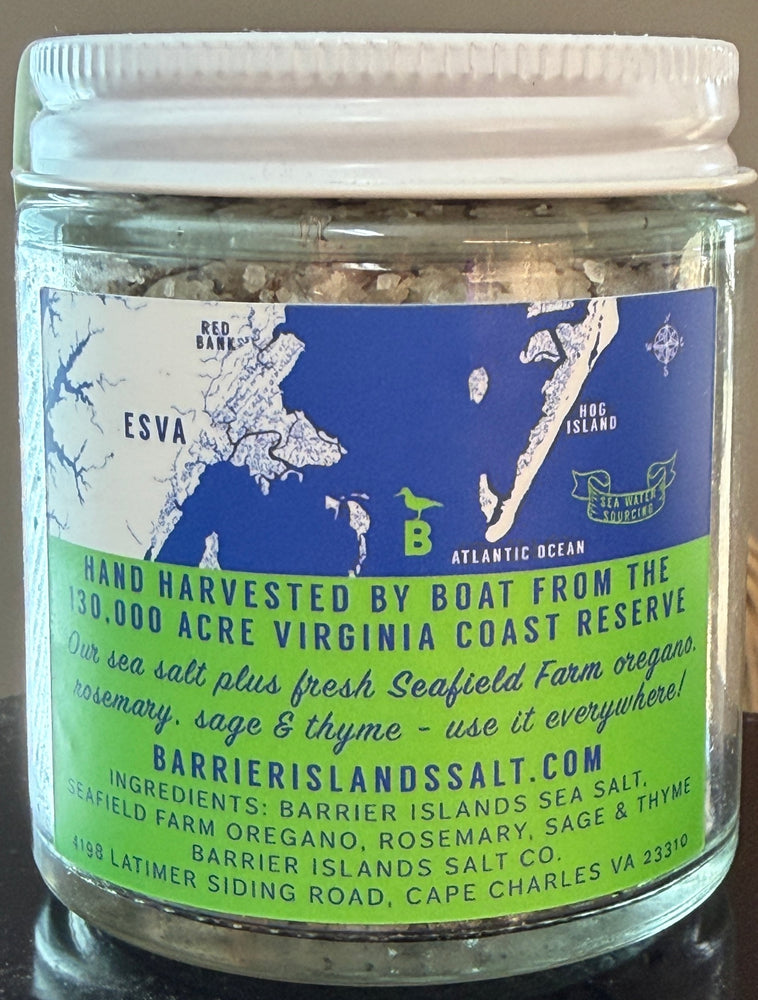 RED
BANKS
ESVA
HOG
ISLAND
N
W E
S
SEA WATER
SOURCING
B
ATLANTIC OCEAN
HAND HARVESTED BY BOAT FROM THE
130,000 ACRE VIRGINIA COAST RESERVE
Our sea salt plus fresh Seafield Farm oregano,
rosemary, sage & thyme - use it everywhere!
BARRIERISLANDSSALT.COM
INGREDIENTS: BARRIER ISLANDS SEA SALT,
SEAFIELD FARM OREGANO, ROSEMARY, SAGE & THYME
BARRIER ISLANDS SALT CO.
4198 LATIMER SIDING ROAD, CAPE CHARLES VA 23310